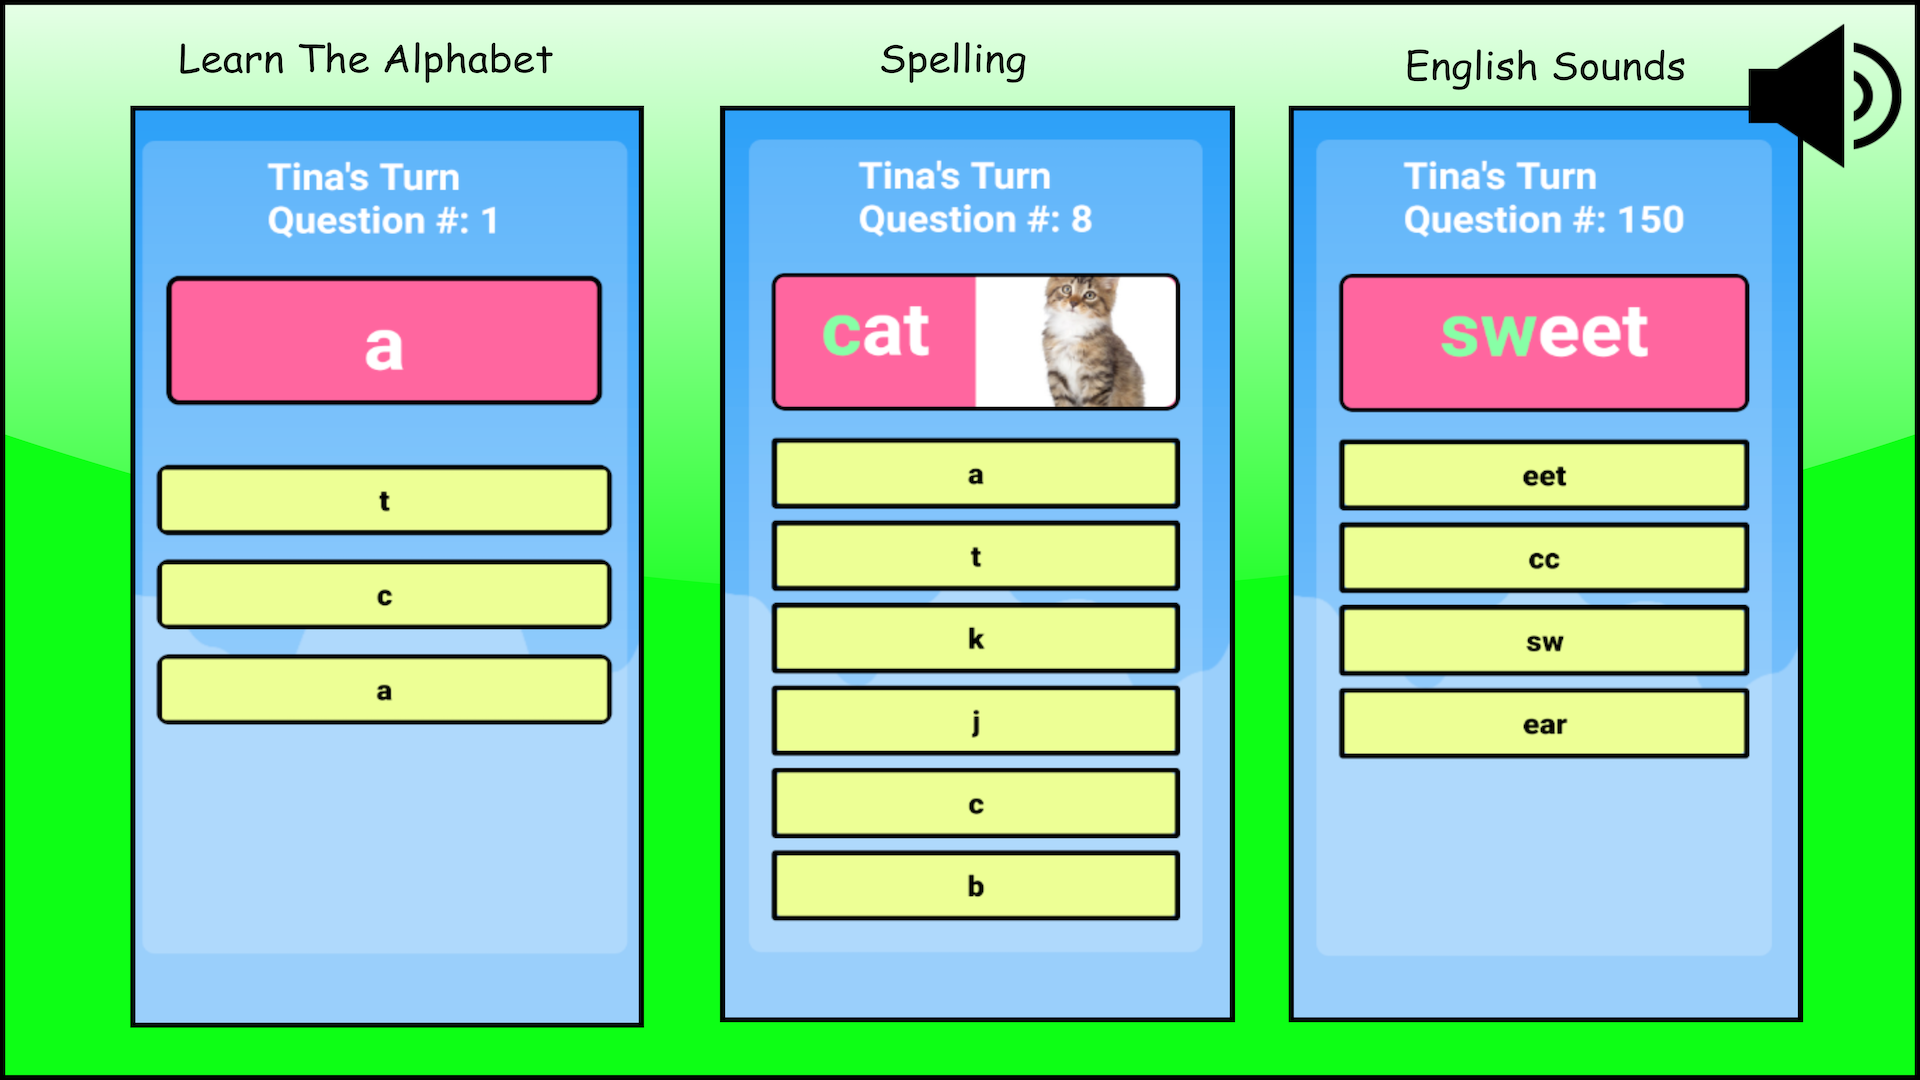 Learn The Alphabet
Tina's Turn
Question #: 1
a
t
c
a
Spelling
Tina's Turn
Question #: 8
cat
a
t
k
j
c
b
English Sounds
Tina's Turn
Question #: 150
sweet
eet
cc
sw
ear